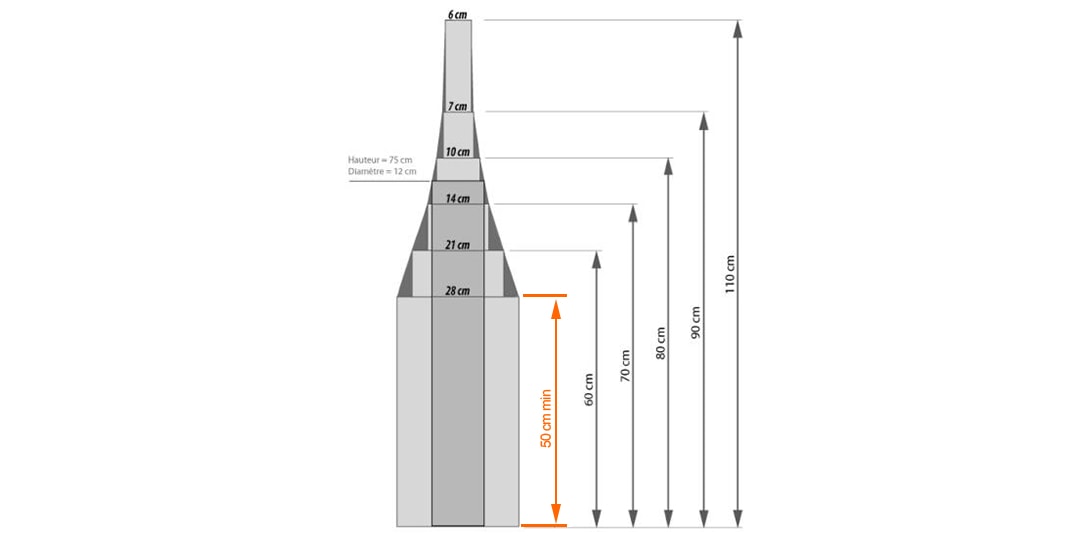 6 cm
7 cm
10 cm
Hauteur = 75 cm
Diamètre = 12 cm
14 cm
21 cm
28 cm
50 cm min
60 cm
70 cm
80 cm
90 cm
110 cm